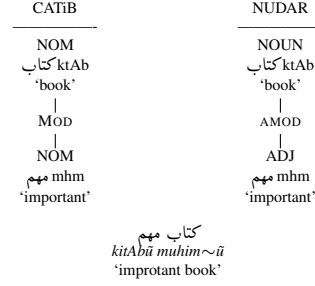 CATiB NUDAR
NOM NOUN
ktAb كتاب ktAb كتاب
‘book’ ‘book’
MOD AMOD
NOM ADJ
mhm مهم mhm مهم
‘important’ ‘important’
كتاب مهم
kitAbũ muhim∼ũ
‘improtant book’